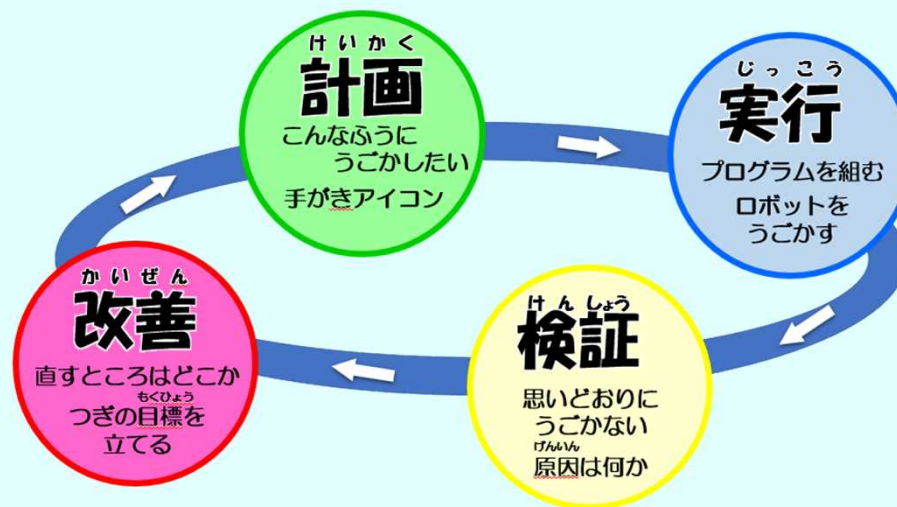 けいかく
計画
こんなふうに
うごかしたい
手がきアイコン
じっこう
実行
プログラムを組む
ロボットを
うごかす
けんしょう
検証
思いどおりに
うごかない
げんいん
原因は何か
かいぜん
改善
直すところはどこか
もくひょう
つぎの目標を
立てる